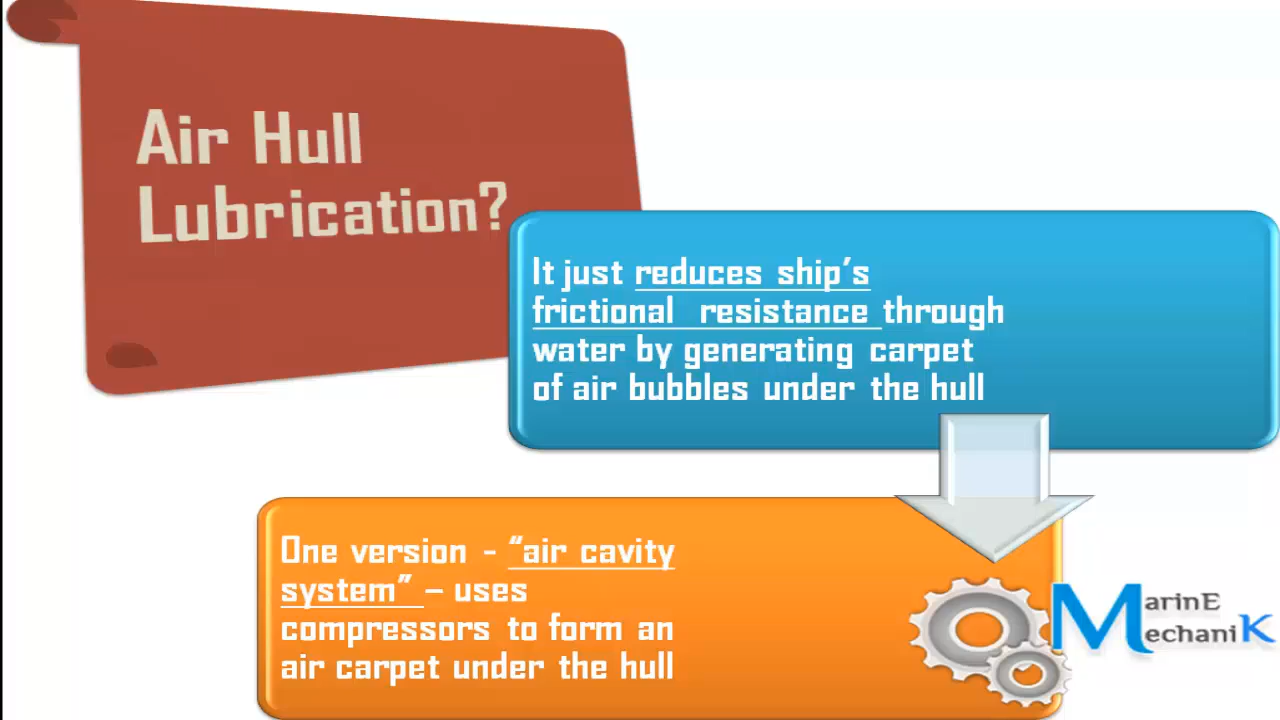 Air Hull
Lubrication?
It just reduces ship’s
frictional resistance through
water by generating carpet
of air bubbles under the hull
One version - “air cavity
system” – uses
compressors to form an
air carpet under the hull
MarinE
MechaniK